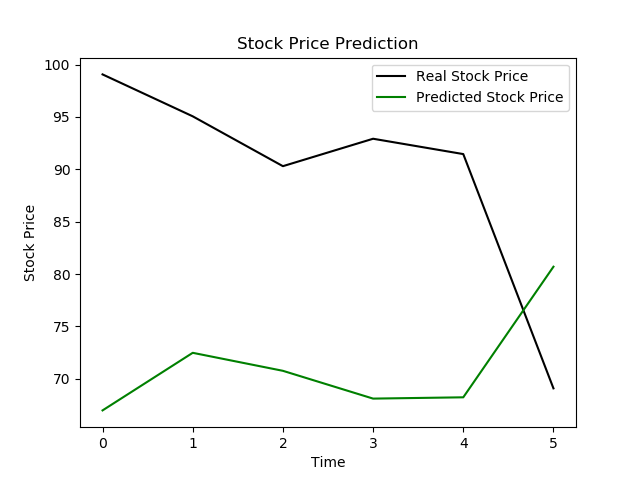 Stock Price Prediction
Real Stock Price
Predicted Stock Price
Stock Price
100
95
90
85
80
75
70
0 1 2 3 4 5
Time